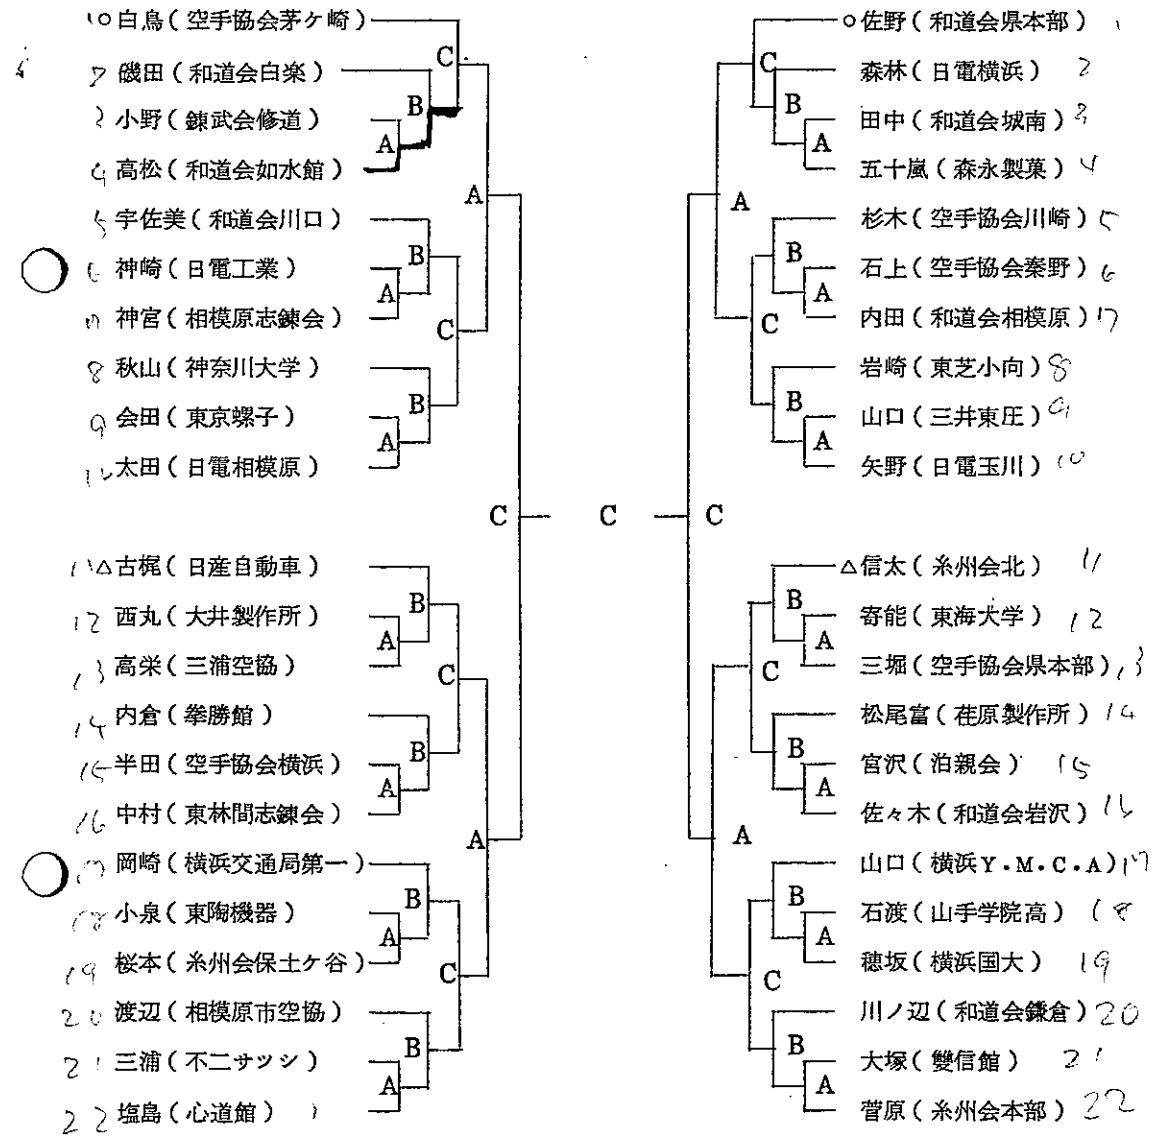 ○白鳥(空手協会茅ケ崎)
磯田(和道会白楽)
小野(錬武会修道)
高松(和道会如水館)
5 宇佐美(和道会川口)
6 神崎(日電工業)
神宮(相模原志錬会)
8 秋山(神奈川大学)
9 会田(東京螺子)
太田(日電相模原)
11 △古梶(日産自動車)
12 西丸(大井製作所)
13 高栄(三浦空協)
14 内倉(拳勝館)
15 半田(空手協会横浜)
16 中村(東林間志錬会)
17 岡崎(横浜交通局第一)
18 小泉(東陶機器)
19 桜本(糸州会保土ケ谷)
20 渡辺(相模原市空協)
21 三浦(不二サツシ)
22 塩島(心道館)
C
B
A
A
B
A
C
B
A
C
B
A
C
B
A
A
B
A
C
B
A
C
○佐野(和道会県本部) 1
森林(日電横浜) 2
田中(和道会城南) 3
五十嵐(森永製菓) 4
杉木(空手協会川崎) 5
石上(空手協会秦野) 6
内田(和道会相模原) 7
岩崎(東芝小向) 8
山口(三井東圧) 9
矢野(日電玉川) 10
△信太(糸州会北) 11
寄能(東海大学) 12
三堀(空手協会県本部) 13
松尾富(荏原製作所) 14
宮沢(泊親会) 15
佐々木(和道会岩沢) 16
山口(横浜Y.M.C.A) 17
石渡(山手学院高) 18
穂坂(横浜国大) 19
川ノ辺(和道会鎌倉) 20
大塚(雙信館) 21
菅原(糸州会本部) 22
C
B
A
A
B
A
C
B
A
C
B
A
C
B
A
A
B
A
C
B
A